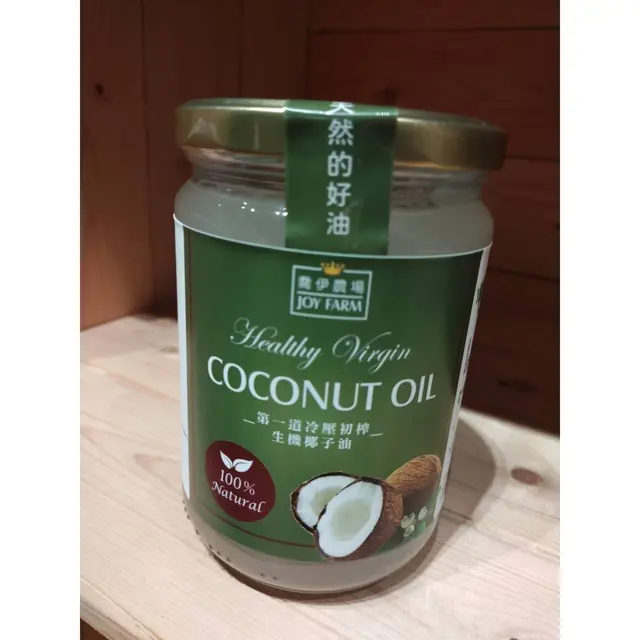 天然的好油
喬伊農場
JOY FARM
Healthy Virgin
COCONUT OIL
第一道冷壓初榨
生機椰子油
100%
Natural